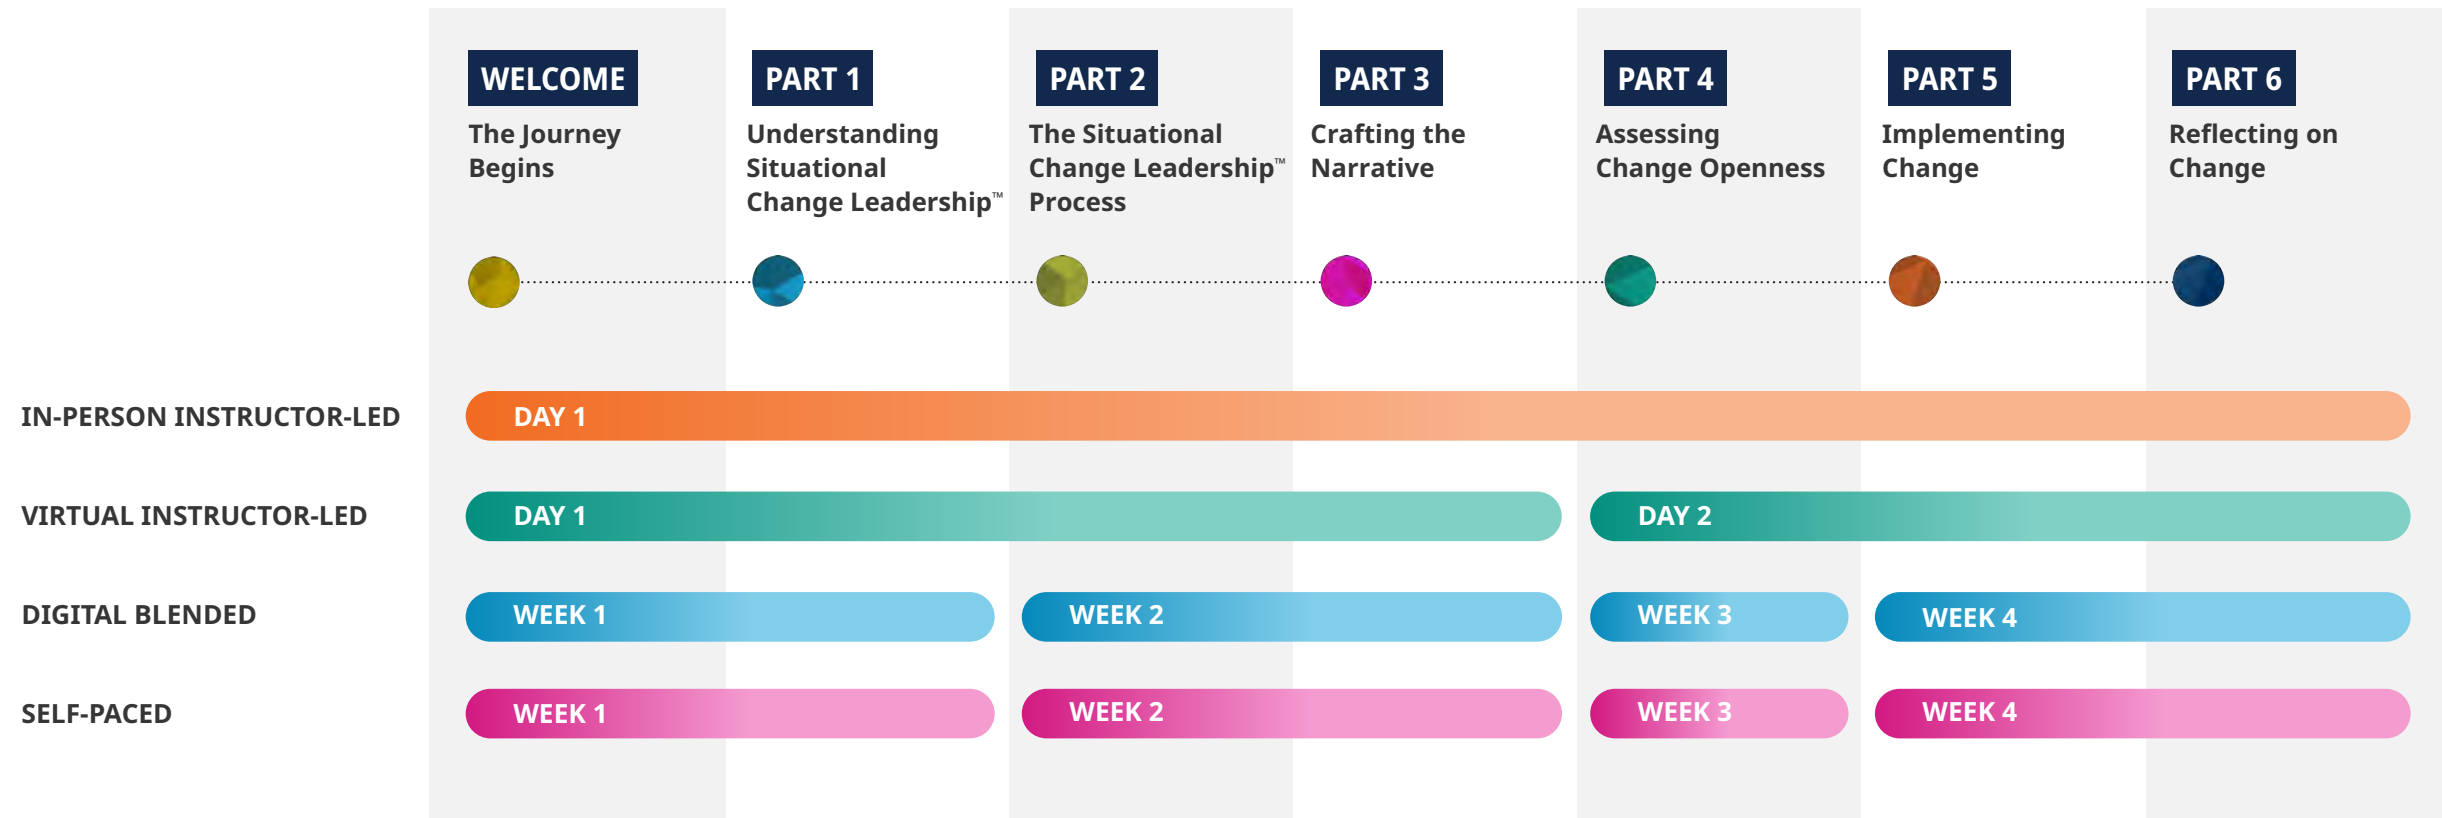 WELCOME
The Journey
Begins
PART 1
Understanding
Situational
Change Leadership™
PART 2
The Situational
Change Leadership™
Process
PART 3
Crafting the
Narrative
PART 4
Assessing
Change Openness
PART 5
Implementing
Change
PART 6
Reflecting on
Change
IN-PERSON INSTRUCTOR-LED
DAY 1
VIRTUAL INSTRUCTOR-LED
DAY 1
DAY 2
DIGITAL BLENDED
WEEK 1
WEEK 2
WEEK 3
WEEK 4
SELF-PACED
WEEK 1
WEEK 2
WEEK 3
WEEK 4